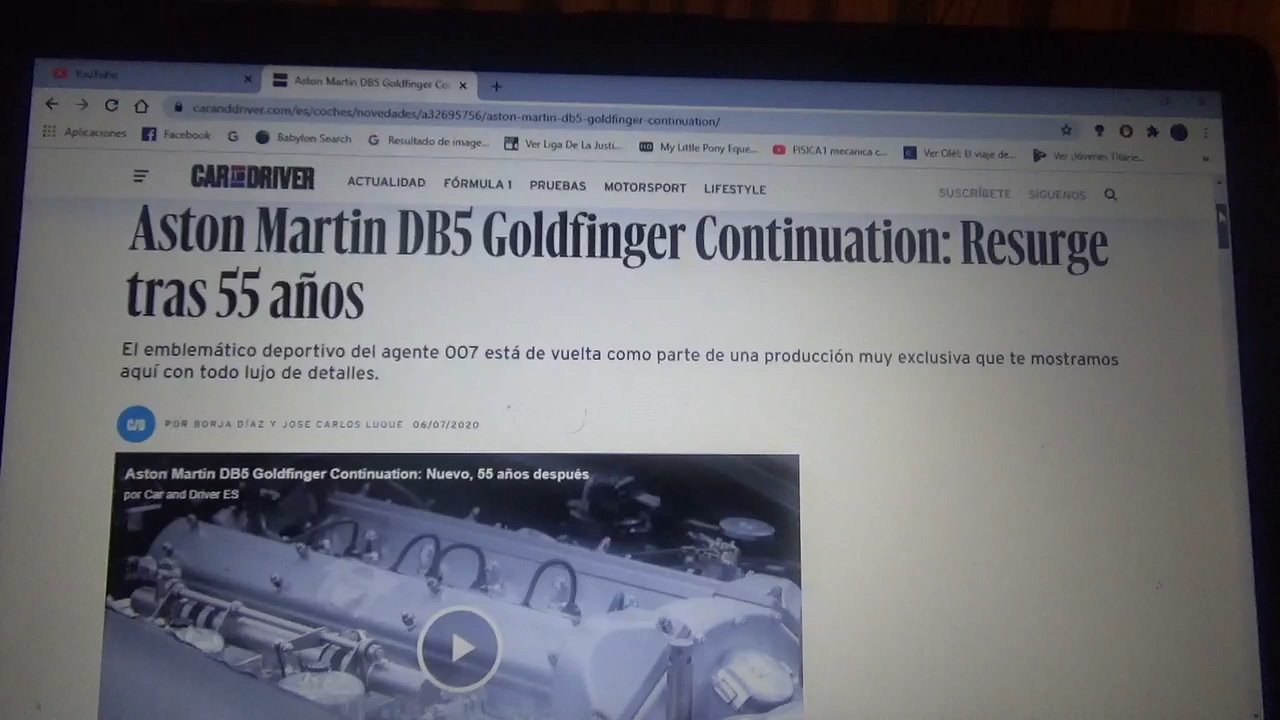 YouTube
Aston Martin DB5 Goldfinger Co
caranddriver.com/es/coches/novedades/a32695756/aston-martin-db5-goldfinger-continuation/
Aplicaciones Facebook Babylon Search Resultado de image... Ver Liga De La Justi... My Little Pony Eque... FISICA1 mecanica c... Ver Olé!: El viaje de... Ver Jóvenes Titane...
CAR AND DRIVER ACTUALIDAD FÓRMULA 1 PRUEBAS MOTORSPORT LIFESTYLE SUSCRÍBETE SÍGUENOS
Aston Martin DB5 Goldfinger Continuation: Resurge
tras 55 años
El emblemático deportivo del agente 007 está de vuelta como parte de una producción muy exclusiva que te mostramos
aquí con todo lujo de detalles.
C/D POR BORJA DÍAZ Y JOSE CARLOS LUQUE 06/07/2020
Aston Martin DB5 Goldfinger Continuation: Nuevo, 55 años después
por Car and Driver ES